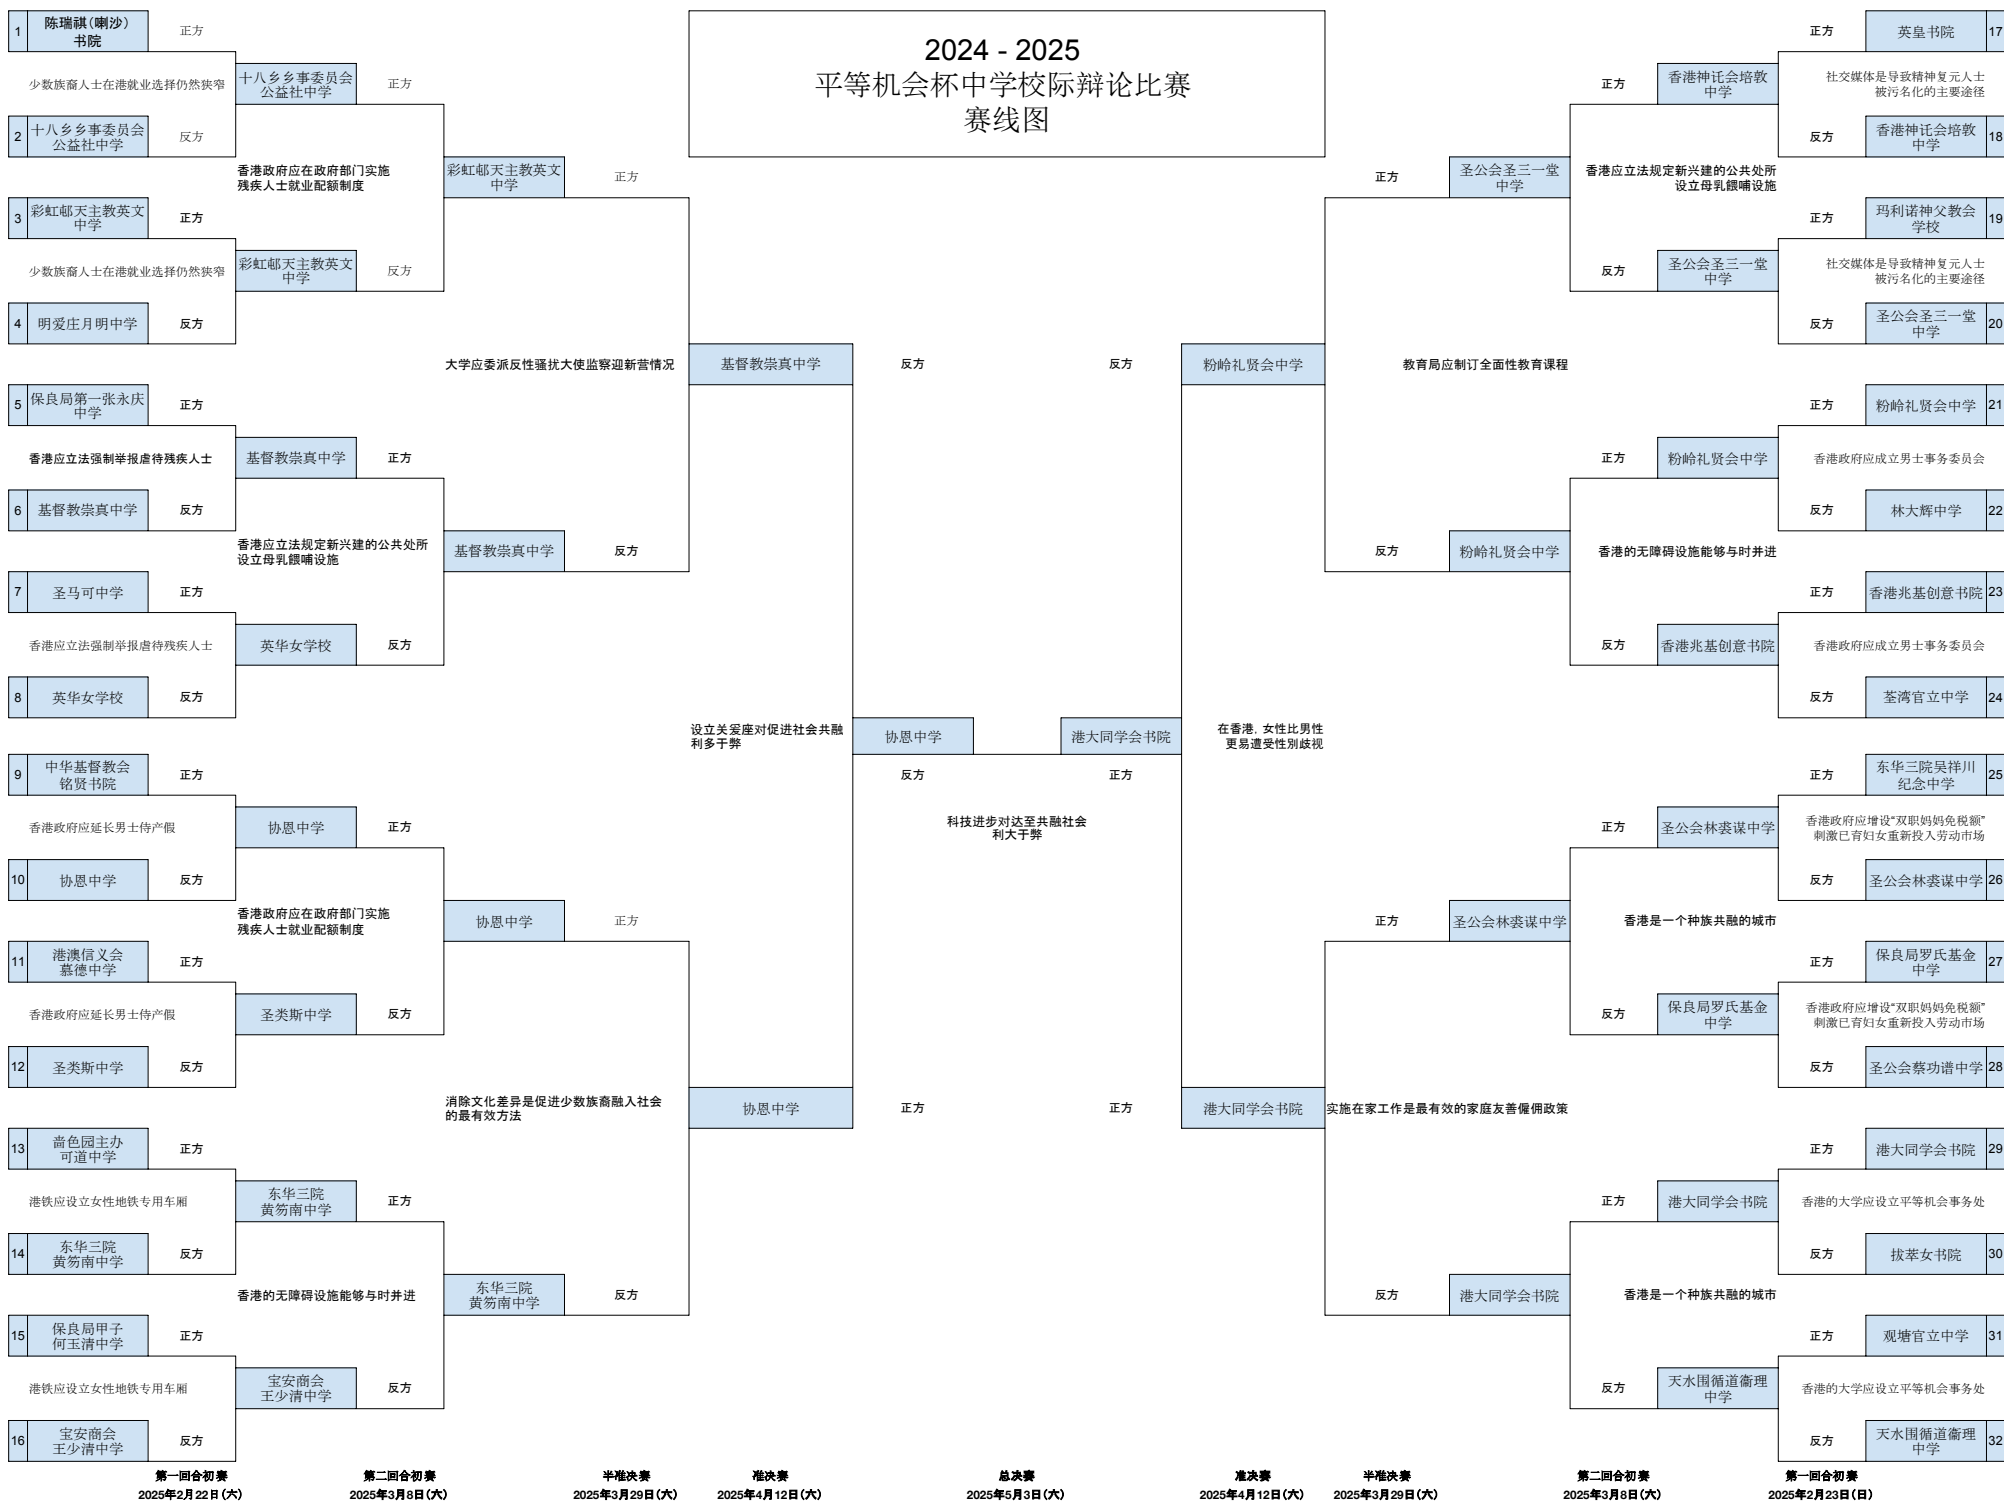 2024 - 2025
平等机会杯中学校际辩论比赛
赛线图
1
陈瑞祺（喇沙）
书院
正方
少数族裔人士在港就业选择仍然狭窄
2
十八乡乡事委员会
公益社中学
反方
3
彩虹邨天主教英文
中学
正方
少数族裔人士在港就业选择仍然狭窄
4
明爱庄月明中学
反方
5
保良局第一张永庆
中学
正方
香港应立法强制举报虐待残疾人士
6
基督教崇真中学
反方
7
圣马可中学
正方
香港应立法强制举报虐待残疾人士
8
英华女学校
反方
9
中华基督教会
铭贤书院
正方
香港政府应延长男士侍产假
10
协恩中学
反方
11
港澳信义会
慕德中学
正方
香港政府应延长男士侍产假
12
圣类斯中学
反方
13
啬色园主办
可道中学
正方
港铁应设立女性地铁专用车厢
14
东华三院
黄笏南中学
反方
15
保良局甲子
何玉清中学
正方
港铁应设立女性地铁专用车厢
16
宝安商会
王少清中学
反方
第一回合初赛
2025年2月22日（六）
十八乡乡事委员会
公益社中学
正方
香港政府应在政府部门实施
残疾人士就业配额制度
彩虹邨天主教英文
中学
反方
基督教崇真中学
正方
香港应立法规定新兴建的公共处所
设立母乳餵哺设施
英华女学校
反方
协恩中学
正方
香港政府应在政府部门实施
残疾人士就业配额制度
圣类斯中学
反方
东华三院
黄笏南中学
正方
香港的无障碍设施能够与时并进
宝安商会
王少清中学
反方
第二回合初赛
2025年3月8日（六）
彩虹邨天主教英文
中学
正方
大学应委派反性骚扰大使监察迎新营情况
基督教崇真中学
反方
协恩中学
正方
消除文化差异是促进少数族裔融入社会
的最有效方法
东华三院
黄笏南中学
反方
半准决赛
2025年3月29日（六）
基督教崇真中学
反方
设立关爰座对促进社会共融
利多于弊
协恩中学
正方
准决赛
2025年4月12日（六）
协恩中学
反方
港大同学会书院
正方
科技进步对达至共融社会
利大于弊
总决赛
2025年5月3日（六）
反方
粉岭礼贤会中学
在香港，女性比男性
更易遭受性别歧视
正方
港大同学会书院
准决赛
2025年4月12日（六）
正方
圣公会圣三一堂
中学
教育局应制订全面性教育课程
反方
粉岭礼贤会中学
正方
圣公会林裘谋中学
实施在家工作是最有效的家庭友善僱佣政策
反方
港大同学会书院
半准决赛
2025年3月29日（六）
正方
香港神讬会培敦
中学
香港应立法规定新兴建的公共处所
设立母乳餵哺设施
反方
圣公会圣三一堂
中学
正方
粉岭礼贤会中学
香港的无障碍设施能够与时并进
反方
香港兆基创意书院
正方
圣公会林裘谋中学
香港是一个种族共融的城市
反方
保良局罗氏基金
中学
正方
港大同学会书院
香港是一个种族共融的城市
反方
天水围循道衞理
中学
第二回合初赛
2025年3月8日（六）
正方
英皇书院
17
社交媒体是导致精神复元人士
被污名化的主要途径
反方
香港神讬会培敦
中学
18
正方
玛利诺神父教会
学校
19
社交媒体是导致精神复元人士
被污名化的主要途径
反方
圣公会圣三一堂
中学
20
正方
粉岭礼贤会中学
21
香港政府应成立男士事务委员会
反方
林大辉中学
22
正方
香港兆基创意书院
23
香港政府应成立男士事务委员会
反方
荃湾官立中学
24
正方
东华三院吴祥川
纪念中学
25
香港政府应增设“双职妈妈免税额”
刺激已育妇女重新投入劳动市场
反方
圣公会林裘谋中学
26
正方
保良局罗氏基金
中学
27
香港政府应增设“双职妈妈免税额”
刺激已育妇女重新投入劳动市场
反方
圣公会蔡功谱中学
28
正方
港大同学会书院
29
香港的大学应设立平等机会事务处
反方
拔萃女书院
30
正方
观塘官立中学
31
香港的大学应设立平等机会事务处
反方
天水围循道衞理
中学
32
第一回合初赛
2025年2月23日（日）